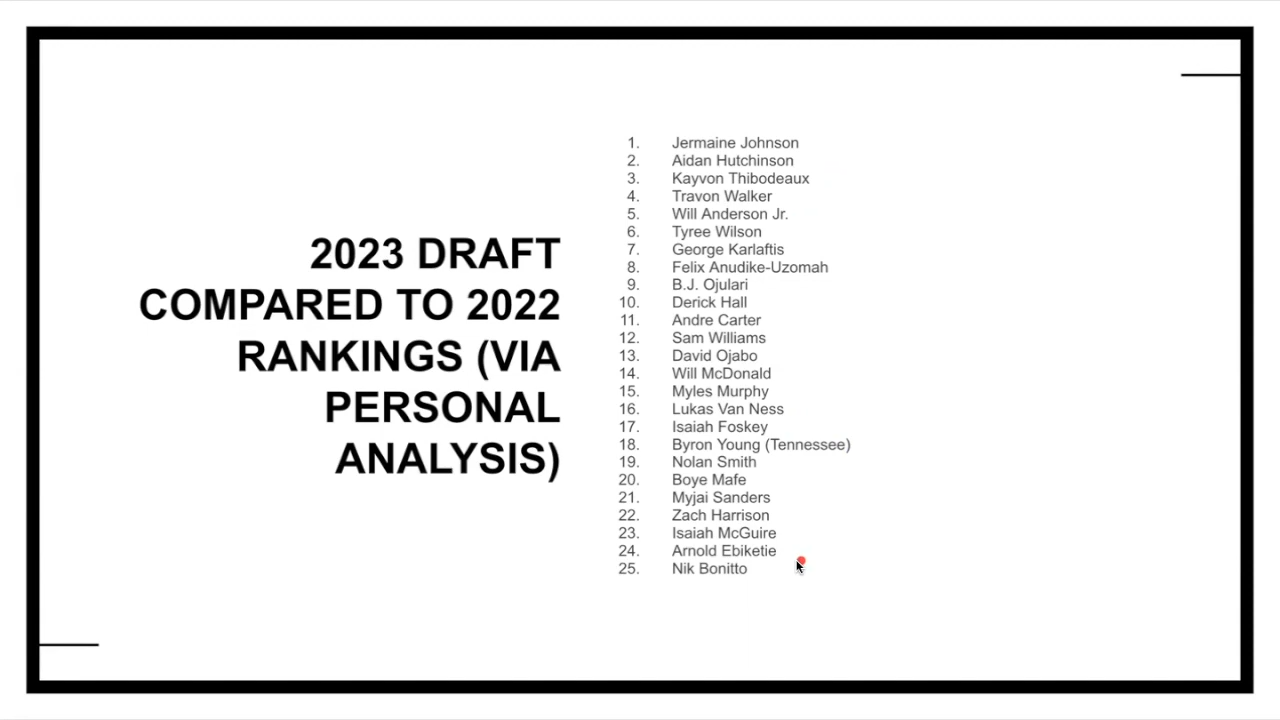 2023 DRAFT
COMPARED TO 2022
RANKINGS (VIA
PERSONAL
ANALYSIS)
1. Jermaine Johnson
2. Aidan Hutchinson
3. Kayvon Thibodeaux
4. Travon Walker
5. Will Anderson Jr.
6. Tyree Wilson
7. George Karlaftis
8. Felix Anudike-Uzomah
9. B.J. Ojulari
10. Derick Hall
11. Andre Carter
12. Sam Williams
13. David Ojabo
14. Will McDonald
15. Myles Murphy
16. Lukas Van Ness
17. Isaiah Foskey
18. Byron Young (Tennessee)
19. Nolan Smith
20. Boye Mafe
21. Myjai Sanders
22. Zach Harrison
23. Isaiah McGuire
24. Arnold Ebiketie
25. Nik Bonitto